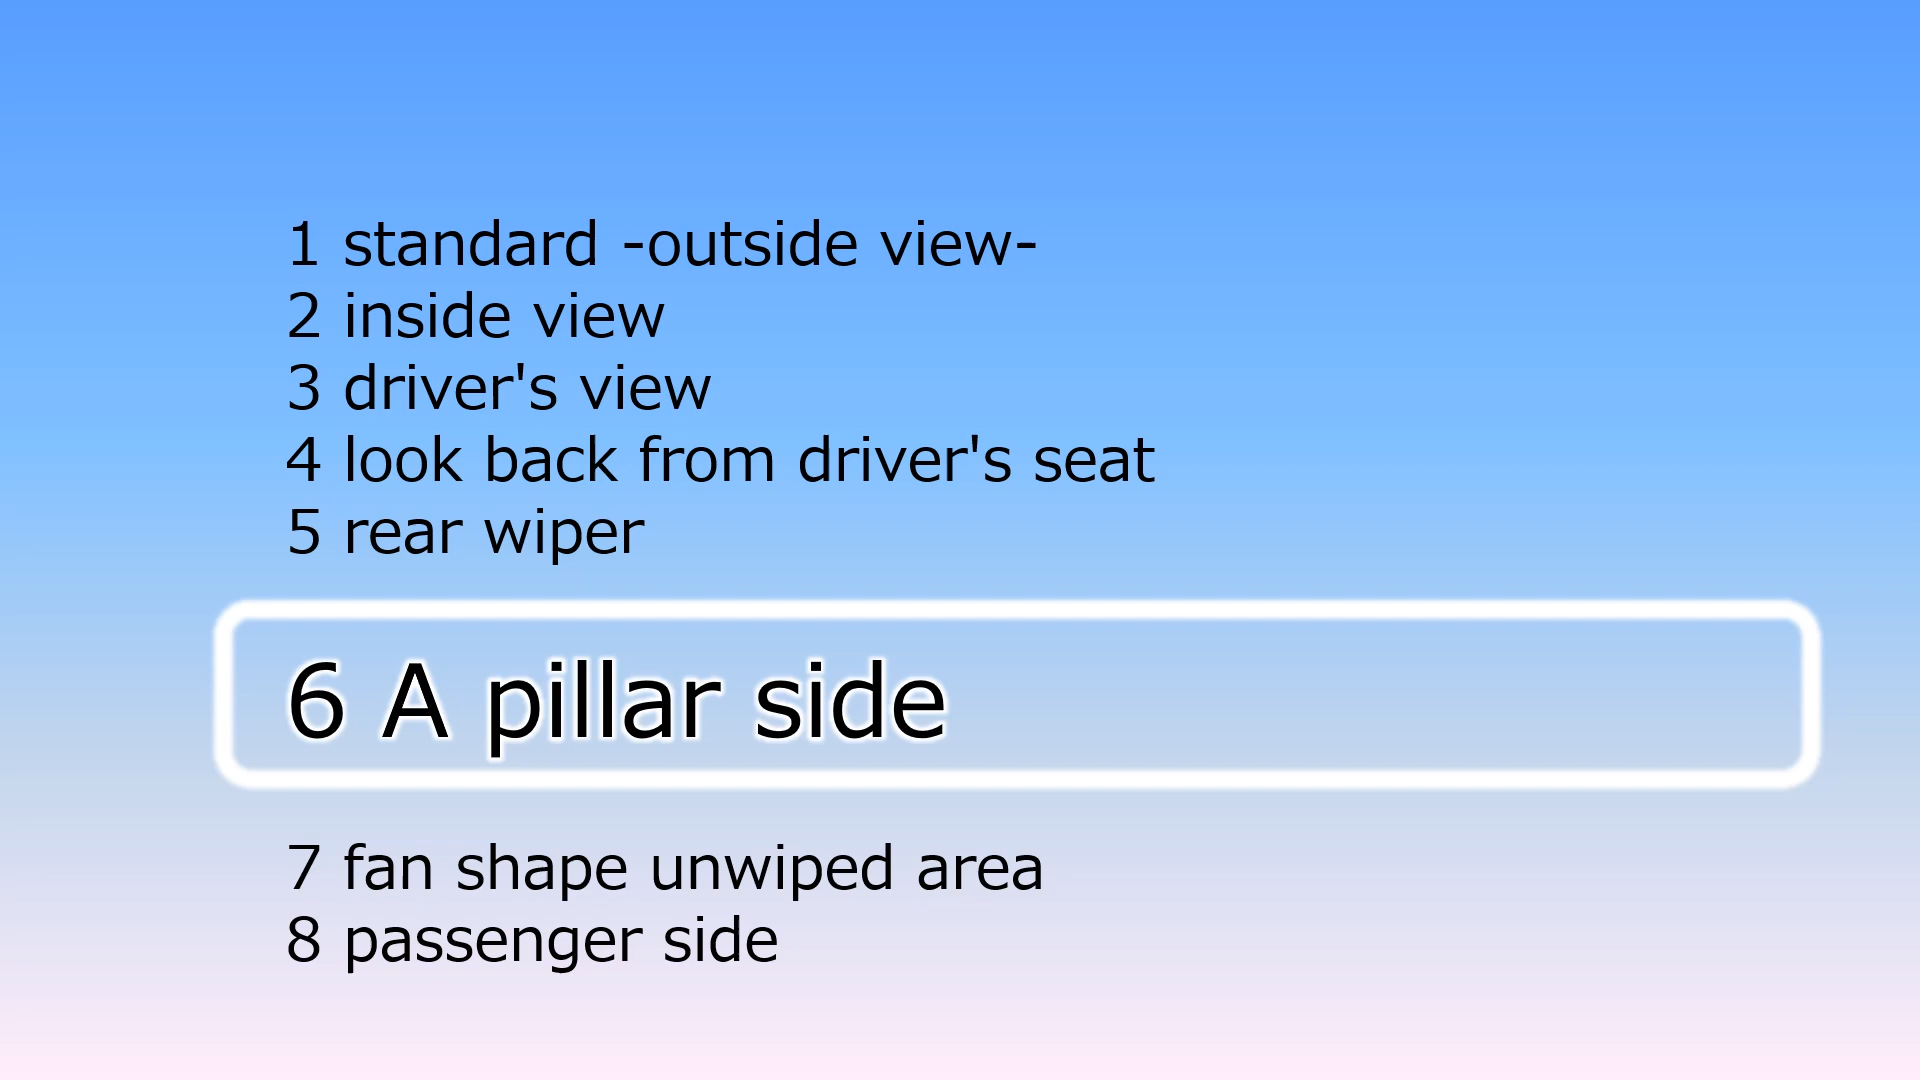 1 standard -outside view-
2 inside view
3 driver's view
4 look back from driver's seat
5 rear wiper
6 A pillar side
7 fan shape unwiped area
8 passenger side